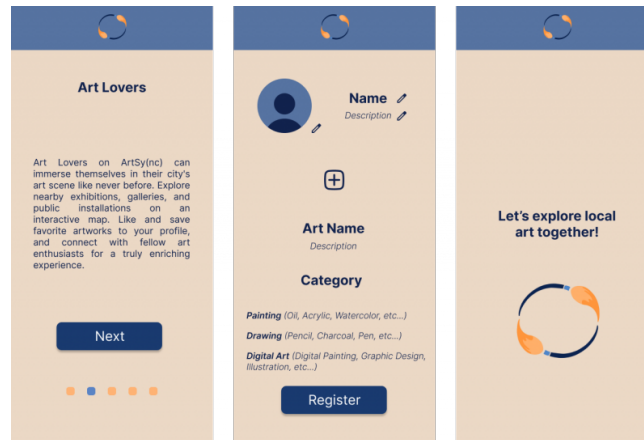 Art Lovers
Art Lovers on ArtSy(nc) can
immerse themselves in their city's
art scene like never before. Explore
nearby exhibitions, galleries, and
public installations on an
interactive map. Like and save
favorite artworks to your profile,
and connect with fellow art
enthusiasts for a truly enriching
experience.
Next
Name
Description
Art Name
Description
Category
Painting (Oil, Acrylic, Watercolor, etc...)
Drawing (Pencil, Charcoal, Pen, etc...)
Digital Art (Digital Painting, Graphic Design,
Illustration, etc...)
Register
Let's explore local
art together!